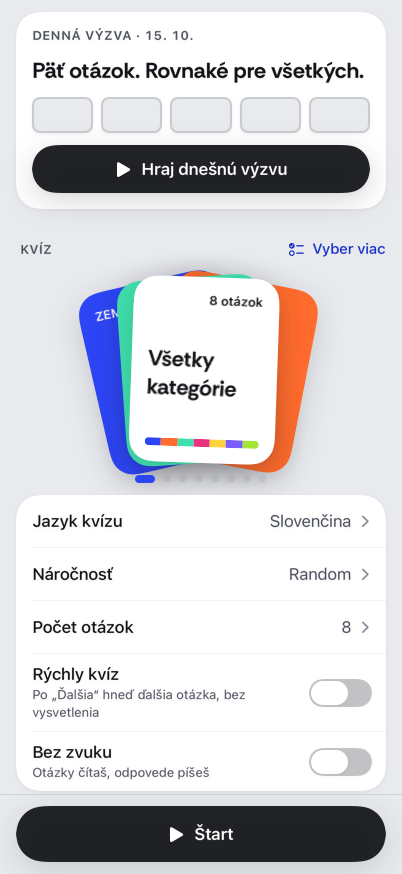 DENNÁ VÝZVA · 15. 10.
Päť otázok. Rovnaké pre všetkých.
Hraj dnešnú výzvu
KVÍZ
Vyber viac
8 otázok
Všetky
kategórie
Jazyk kvízu
Slovenčina
Náročnosť
Random
Počet otázok
8
Rýchly kvíz
Po „Ďalšia“ hneď ďalšia otázka, bez
vysvetlenia
Bez zvuku
Otázky čítaš, odpovede píšeš
Štart